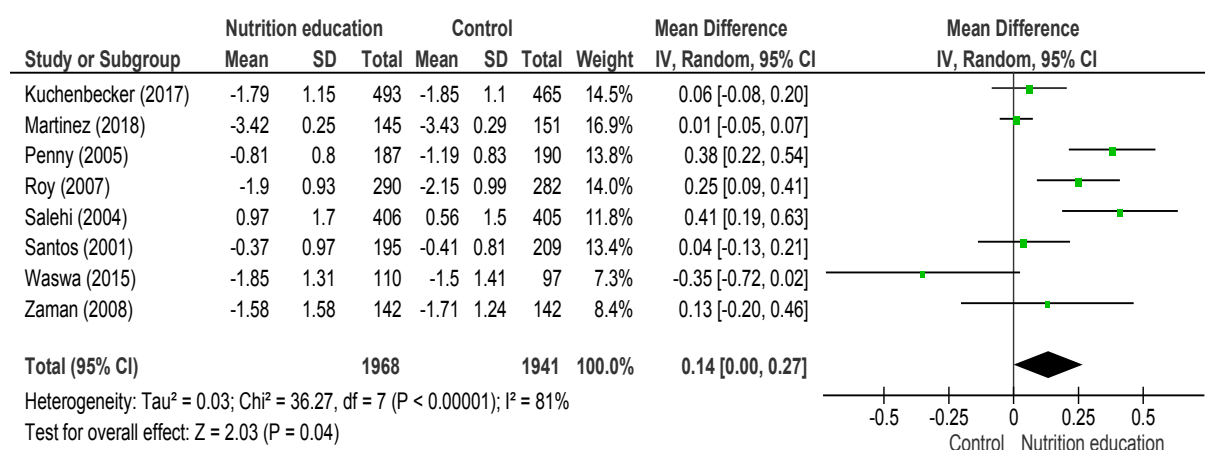 Nutrition education Control Mean Difference Mean Difference
Study or Subgroup Mean SD Total Mean SD Total Weight IV, Random, 95% CI IV, Random, 95% CI
Kuchenbecker (2017) -1.79 1.15 493 -1.85 1.1 465 14.5% 0.06 [-0.08, 0.20]
Martinez (2018) -3.42 0.25 145 -3.43 0.29 151 16.9% 0.01 [-0.05, 0.07]
Penny (2005) -0.81 0.8 187 -1.19 0.83 190 13.8% 0.38 [0.22, 0.54]
Roy (2007) -1.9 0.93 290 -2.15 0.99 282 14.0% 0.25 [0.09, 0.41]
Salehi (2004) 0.97 1.7 406 0.56 1.5 405 11.8% 0.41 [0.19, 0.63]
Santos (2001) -0.37 0.97 195 -0.41 0.81 209 13.4% 0.04 [-0.13, 0.21]
Waswa (2015) -1.85 1.31 110 -1.5 1.41 97 7.3% -0.35 [-0.72, 0.02]
Zaman (2008) -1.58 1.58 142 -1.71 1.24 142 8.4% 0.13 [-0.20, 0.46]
Total (95% CI) 1968 1941 100.0% 0.14 [0.00, 0.27]
Heterogeneity: Tau² = 0.03; Chi² = 36.27, df = 7 (P < 0.00001); I² = 81%
Test for overall effect: Z = 2.03 (P = 0.04)
-0.5 -0.25 0 0.25 0.5
Control Nutrition education